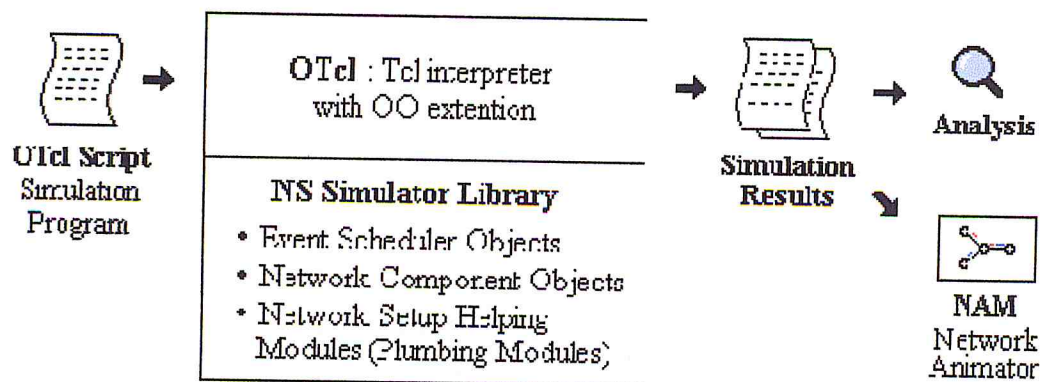 OTcl Script
Simulation
Program
OTcl : Tcl interpreter
with OO extention
NS Simulator Library
• Event Scheduler Objects
• Network Component Objects
• Network Setup Helping
Modules (Plumbing Modules)
Simulation
Results
Analysis
NAM
Network
Animator